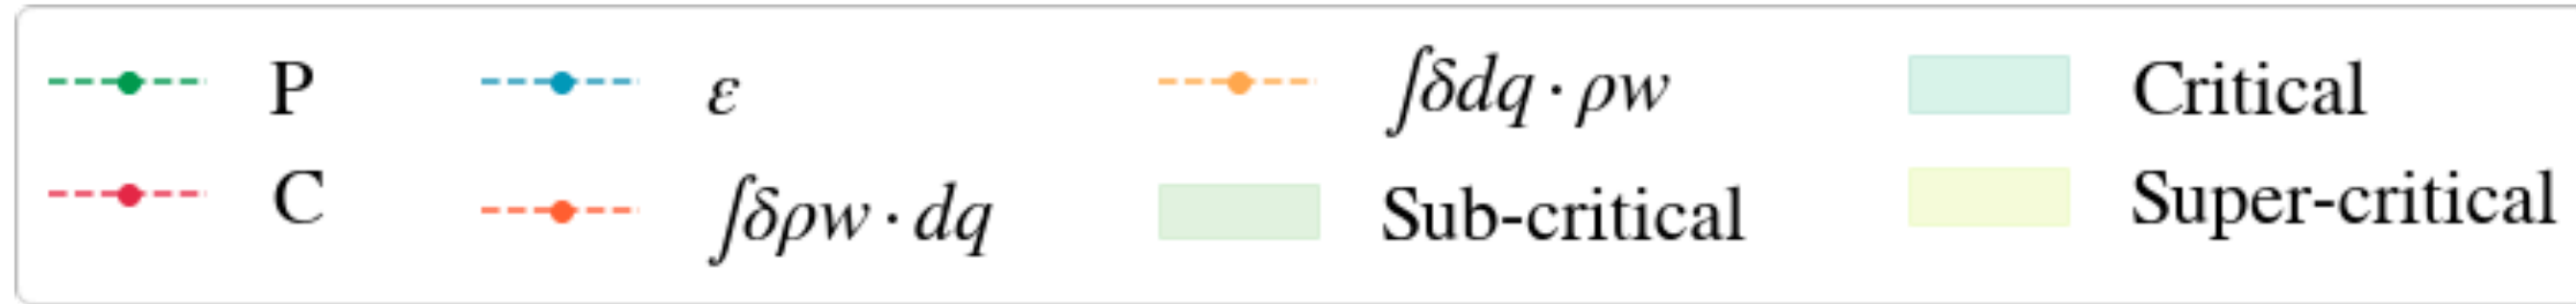 P
C
ε
∫δρw · dq
∫δdq · ρw
Sub-critical
Critical
Super-critical